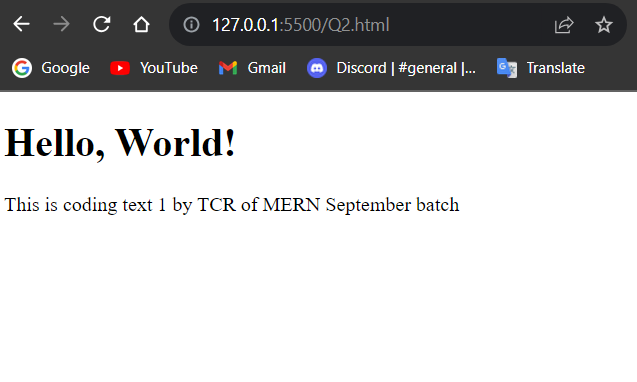 127.0.0.1:5500/Q2.html
Google YouTube Gmail Discord | #general |... Translate
Hello, World!
This is coding text 1 by TCR of MERN September batch